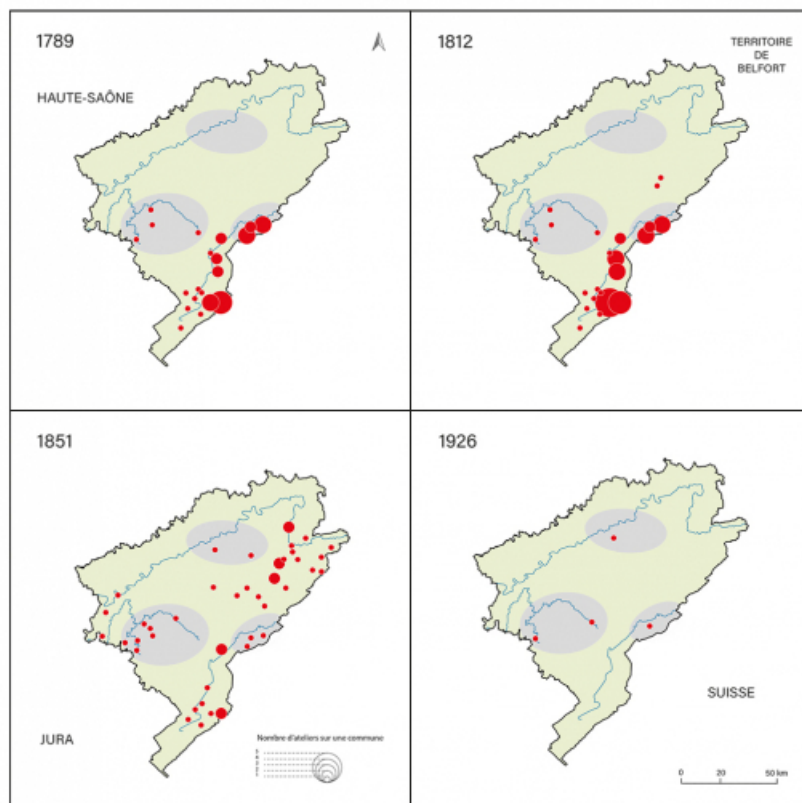 1789
HAUTE-SAÔNE
1812
TERRITOIRE
DE
BELFORT
1851
JURA
Nombre d'ateliers sur une commune
1926
SUISSE
0 20 50 km